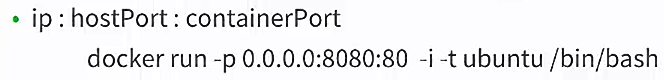 • ip : hostPort : containerPort
docker run -p 0.0.0.0:8080:80 -i -t ubuntu /bin/bash